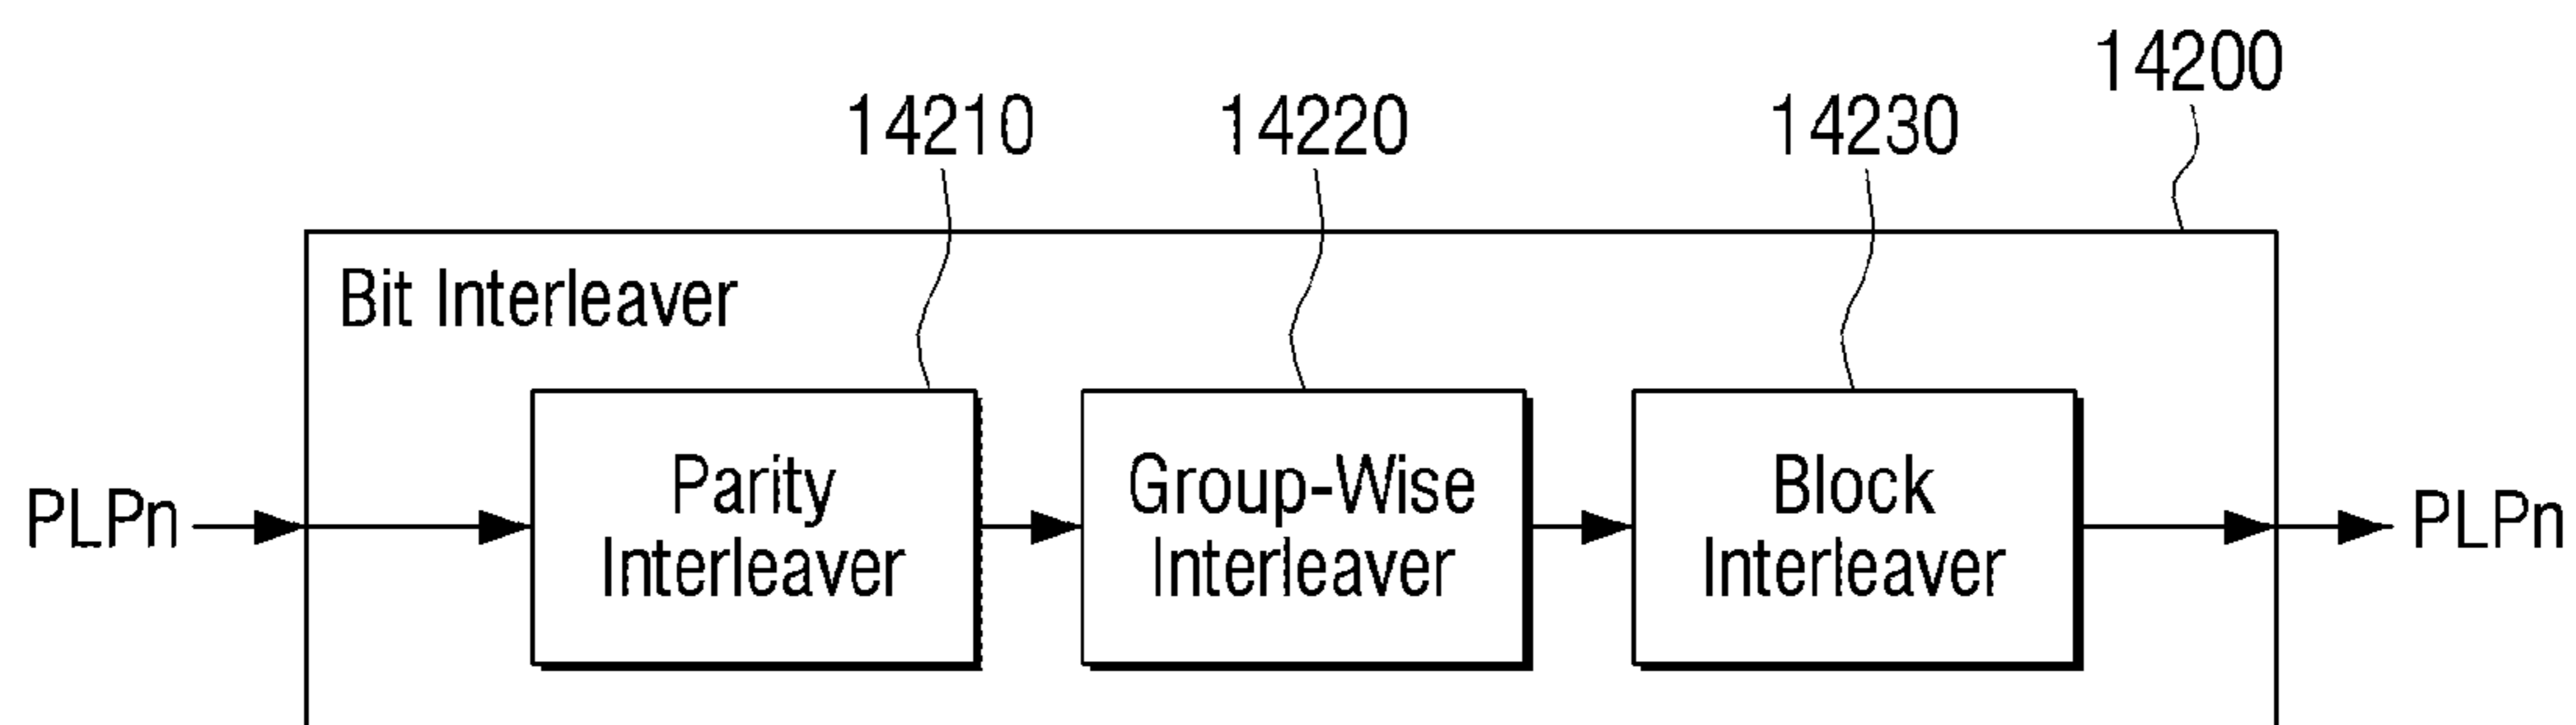 14200
14210
14220
14230
Bit Interleaver
PLPn
Parity
Interleaver
Group-Wise
Interleaver
Block
Interleaver
PLPn